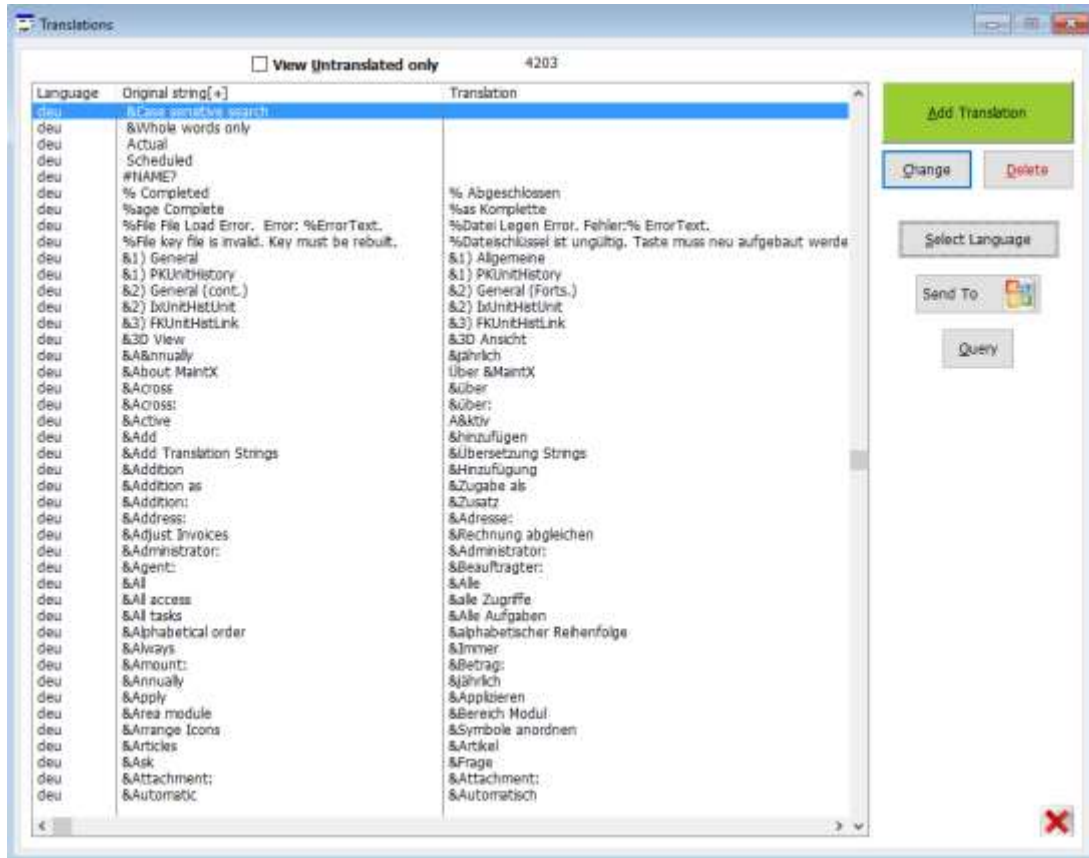 Translations
View Untranslated only 4203
Language Original string[+] Translation
deu &Case sensetive search
deu &Whole words only
deu Actual
deu Scheduled
deu #NAME?
deu % Completed % Abgeschlossen
deu %age Complete %as Komplette
deu %File File Load Error. Error: %ErrorText. %Datei Legen Error. Fehler:% ErrorText.
deu %File key file is invalid. Key must be rebuilt. %Dateischlüssel ist ungültig. Taste muss neu aufgebaut werde
deu &1) General &1) Allgemeine
deu &1) PKUnitHistory &1) PKUnitHistory
deu &2) General (cont.) &2) General (Forts.)
deu &2) IxUnitHistUnit &2) IxUnitHistUnit
deu &3) FKUnitHistLink &3) FKUnitHistLink
deu &3D View &3D Ansicht
deu &A&nnually &jährlich
deu &About MaintX Über &MaintX
deu &Across &über
deu &Across: &über:
deu &Active A&ktiv
deu &Add &hinzufügen
deu &Add Translation Strings &Übersetzung Strings
deu &Addition &Hinzufügung
deu &Addition as &Zugabe als
deu &Addition: &Zusatz
deu &Address: &Adresse:
deu &Adjust Invoices &Rechnung abgleichen
deu &Administrator: &Administrator:
deu &Agent: &Beauftragter:
deu &All &Alle
deu &All access &alle Zugriffe
deu &All tasks &Alle Aufgaben
deu &Alphabetical order &alphabetischer Reihenfolge
deu &Always &Immer
deu &Amount: &Betrag:
deu &Annually &jährlich
deu &Apply &Applizieren
deu &Area module &Bereich Modul
deu &Arrange Icons &Symbole anordnen
deu &Articles &Artikel
deu &Ask &Frage
deu &Attachment: &Attachment:
deu &Automatic &Automatisch
Add Translation
Change Delete
Select Language
Send To
Query